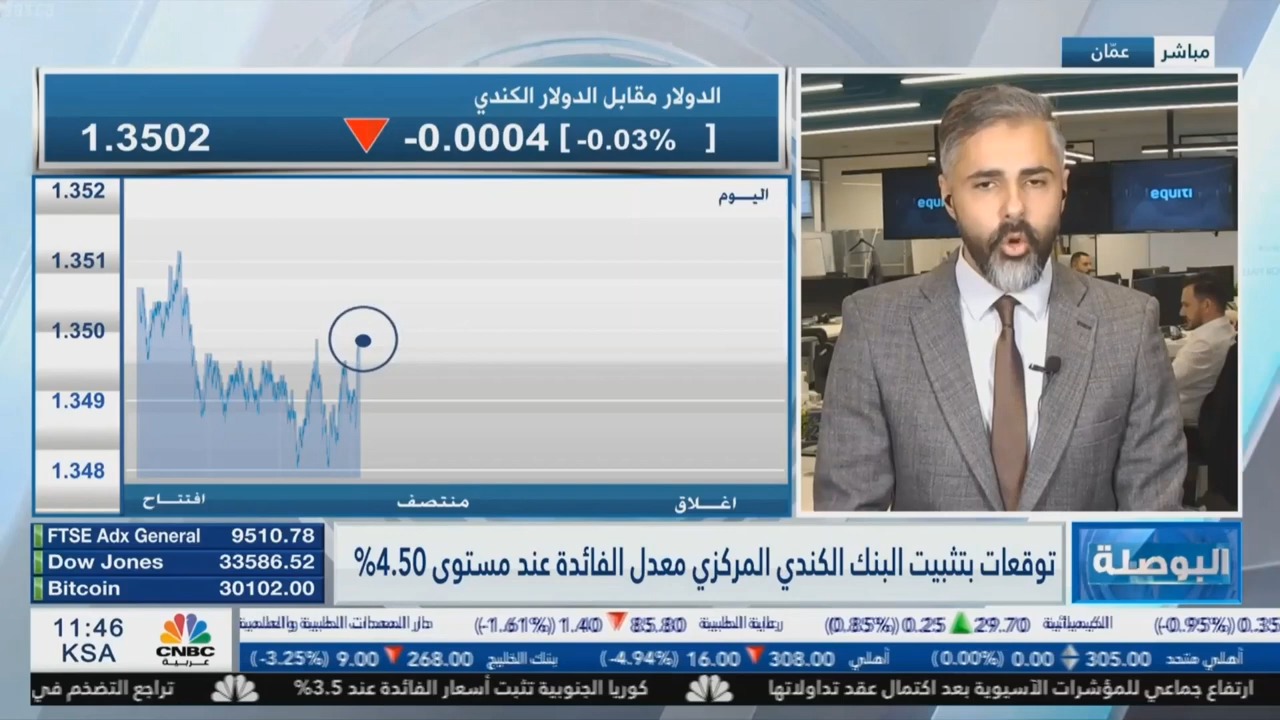 مباشر
عمّان
الدولار مقابل الدولار الكندي
1.3502 -0.0004 [ -0.03% ]
اليوم
1.352
1.351
1.350
1.349
1.348
افتتاح منتصف اغلاق
equiti
FTSE Adx General 9510.78
Dow Jones 33586.52
Bitcoin 30102.00
توقعات بتثبيت البنك الكندي المركزي معدل الفائدة عند مستوى 4.50%
البوصلة
11:46
KSA
CNBC
عربية
0.35 (-0.95%) الكيميائية 29.70 0.25 (0.85%) رعاية الطبية 85.80 1.40 (-1.61%) دار المعدات الطبية والعلمية
أهلي متحد 305.00 0.00 (0.00%) أهلي 308.00 16.00 (-4.94%) بنك الخليج 268.00 9.00 (-3.25%)
ارتفاع جماعي للمؤشرات الآسيوية بعد اكتمال عقد تداولاتها كوريا الجنوبية تثبت أسعار الفائدة عند 3.5% تراجع التضخم في